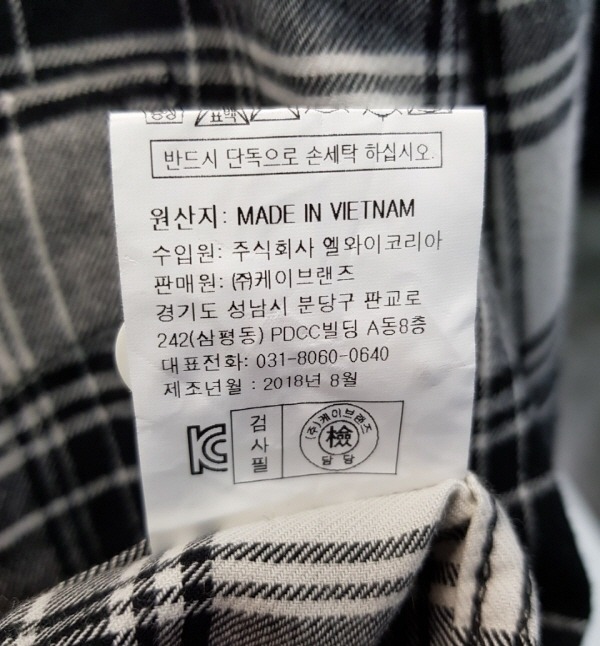 중성
표백
반드시 단독으로 손세탁 하십시오.
원산지: MADE IN VIETNAM
수입원: 주식회사 엘와이코리아
판매원: ㈜케이브랜즈
경기도 성남시 분당구 판교로
242(삼평동) PDCC빌딩 A동8층
대표전화: 031-8060-0640
제조년월 : 2018년 8월
KC
검사필
(주)케이브랜즈
檢
담당